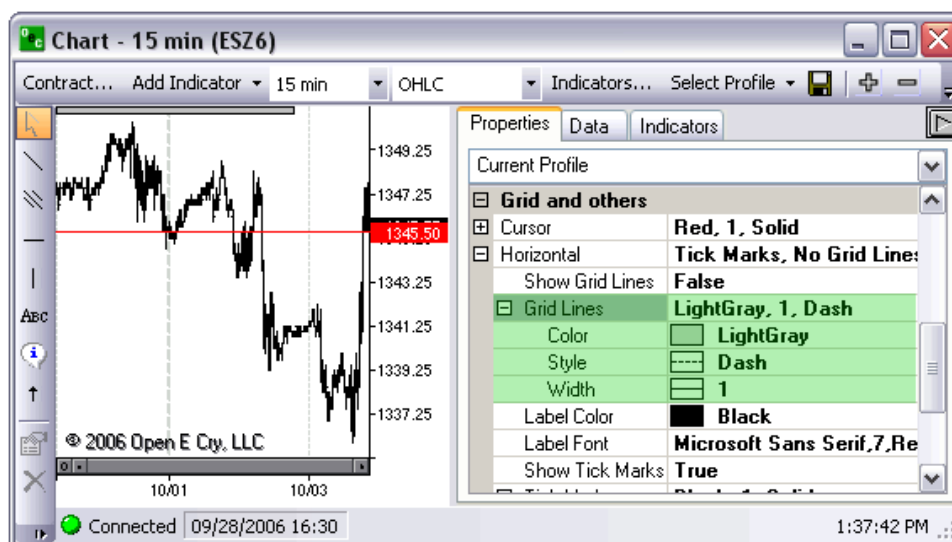 Chart - 15 min (ESZ6)
Contract... Add Indicator 15 min OHLC Indicators... Select Profile
Properties Data Indicators
Current Profile
Grid and others
Cursor Red, 1, Solid
Horizontal Tick Marks, No Grid Lines
Show Grid Lines False
Grid Lines LightGray, 1, Dash
Color LightGray
Style Dash
Width 1
Label Color Black
Label Font Microsoft Sans Serif,7,Re
Show Tick Marks True
ABC
1349.25
1347.25
1345.50
1343.25
1341.25
1339.25
1337.25
© 2006 Open E Cry, LLC
10/01 10/03
Connected 09/28/2006 16:30 1:37:42 PM